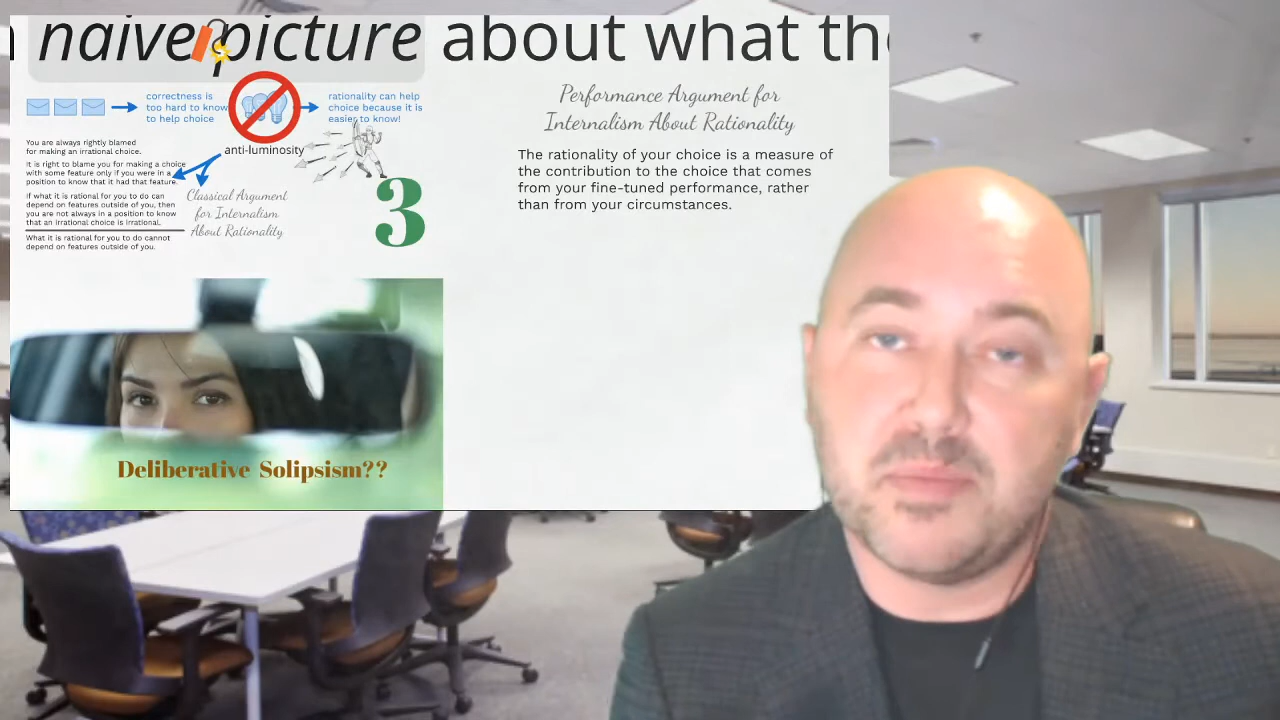 naive picture about what the
correctness is
too hard to know
to help choice
rationality can help
choice because it is
easier to know!
anti-luminosity
You are always rightly blamed
for making an irrational choice.
It is right to blame you for making a choice
with some feature only if you were in a
position to know that it had that feature.
If what it is rational for you to do can
depend on features outside of you, then
you are not always in a position to know
that an irrational choice is irrational.
What it is rational for you to do cannot
depend on features outside of you.
Classical Argument
for Internalism
About Rationality
3
Deliberative Solipsism??
Performance Argument for
Internalism About Rationality
The rationality of your choice is a measure of
the contribution to the choice that comes
from your fine-tuned performance, rather
than from your circumstances.